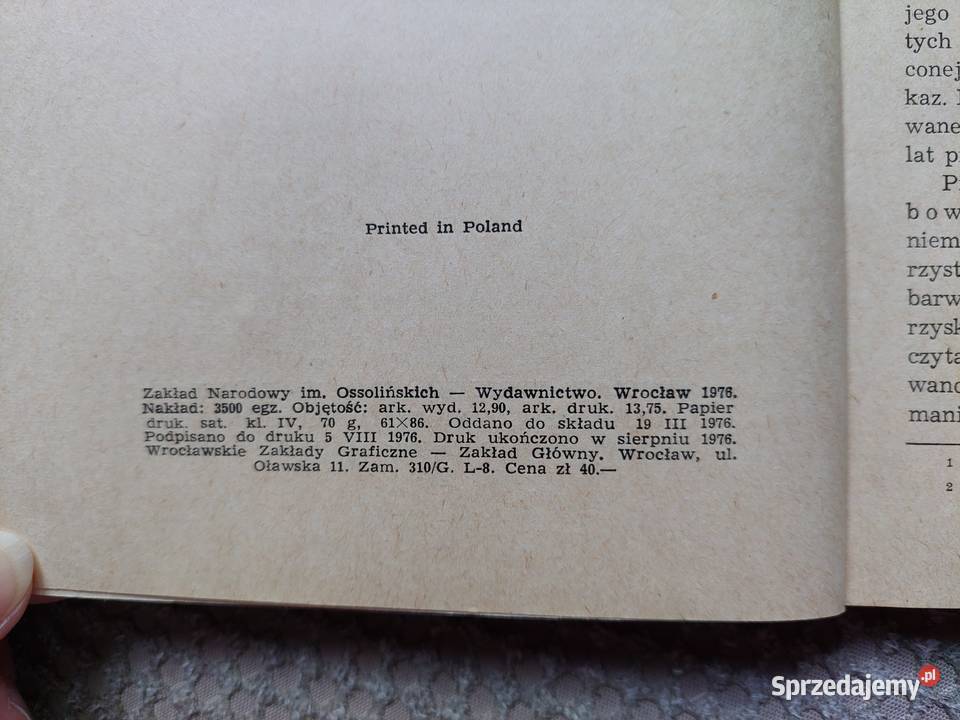 Printed in Poland
Zakład Narodowy im. Ossolińskich — Wydawnictwo. Wrocław 1976.
Nakład: 3500 egz. Objętość: ark. wyd. 12,90, ark. druk. 13,75. Papier
druk. sat. kl. IV, 70 g, 61×86. Oddano do składu 19 III 1976.
Podpisano do druku 5 VIII 1976. Druk ukończono w sierpniu 1976.
Wrocławskie Zakłady Graficzne — Zakład Główny. Wrocław, ul.
Oławska 11. Zam. 310/G. L-8. Cena zł 40.—
jego
tych
conej
kaz.
wane
lat
niem
rzyst
barw
czyta
wano
mani
1
2
Sprzedajemy.pl